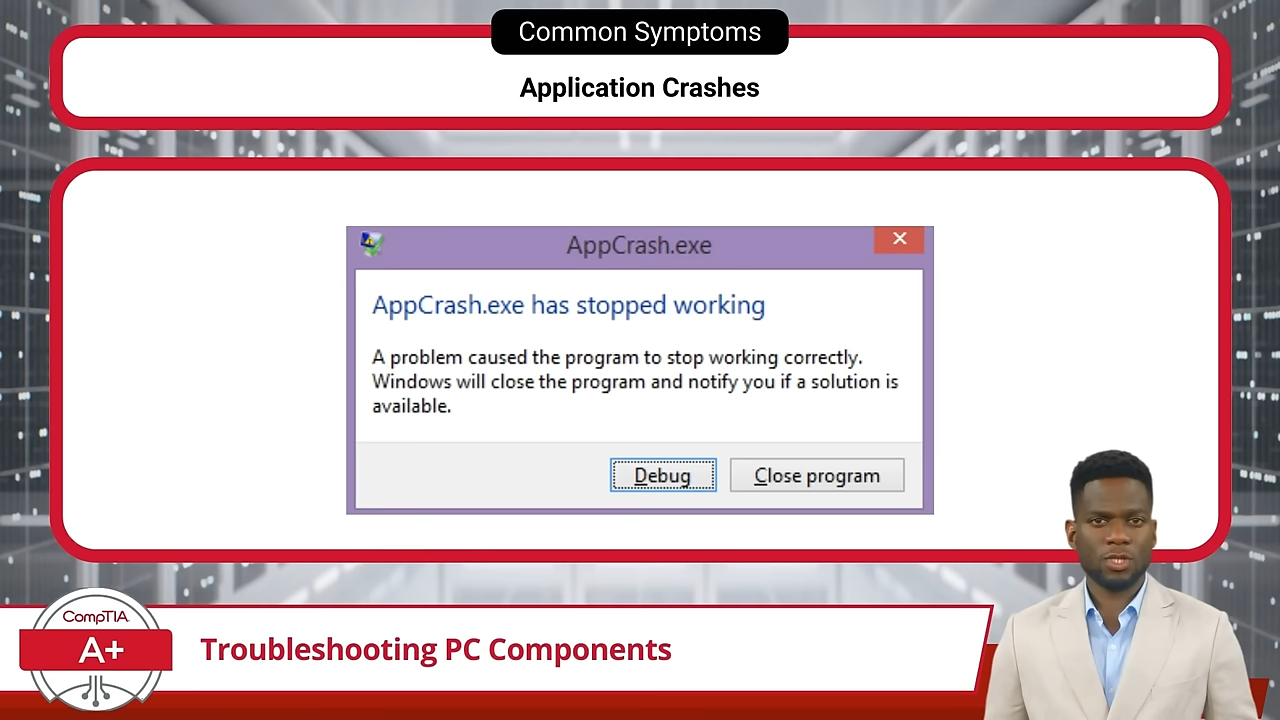 Common Symptoms
Application Crashes
AppCrash.exe
AppCrash.exe has stopped working
A problem caused the program to stop working correctly.
Windows will close the program and notify you if a solution is
available.
Debug
Close program
CompTIA
A+
Troubleshooting PC Components